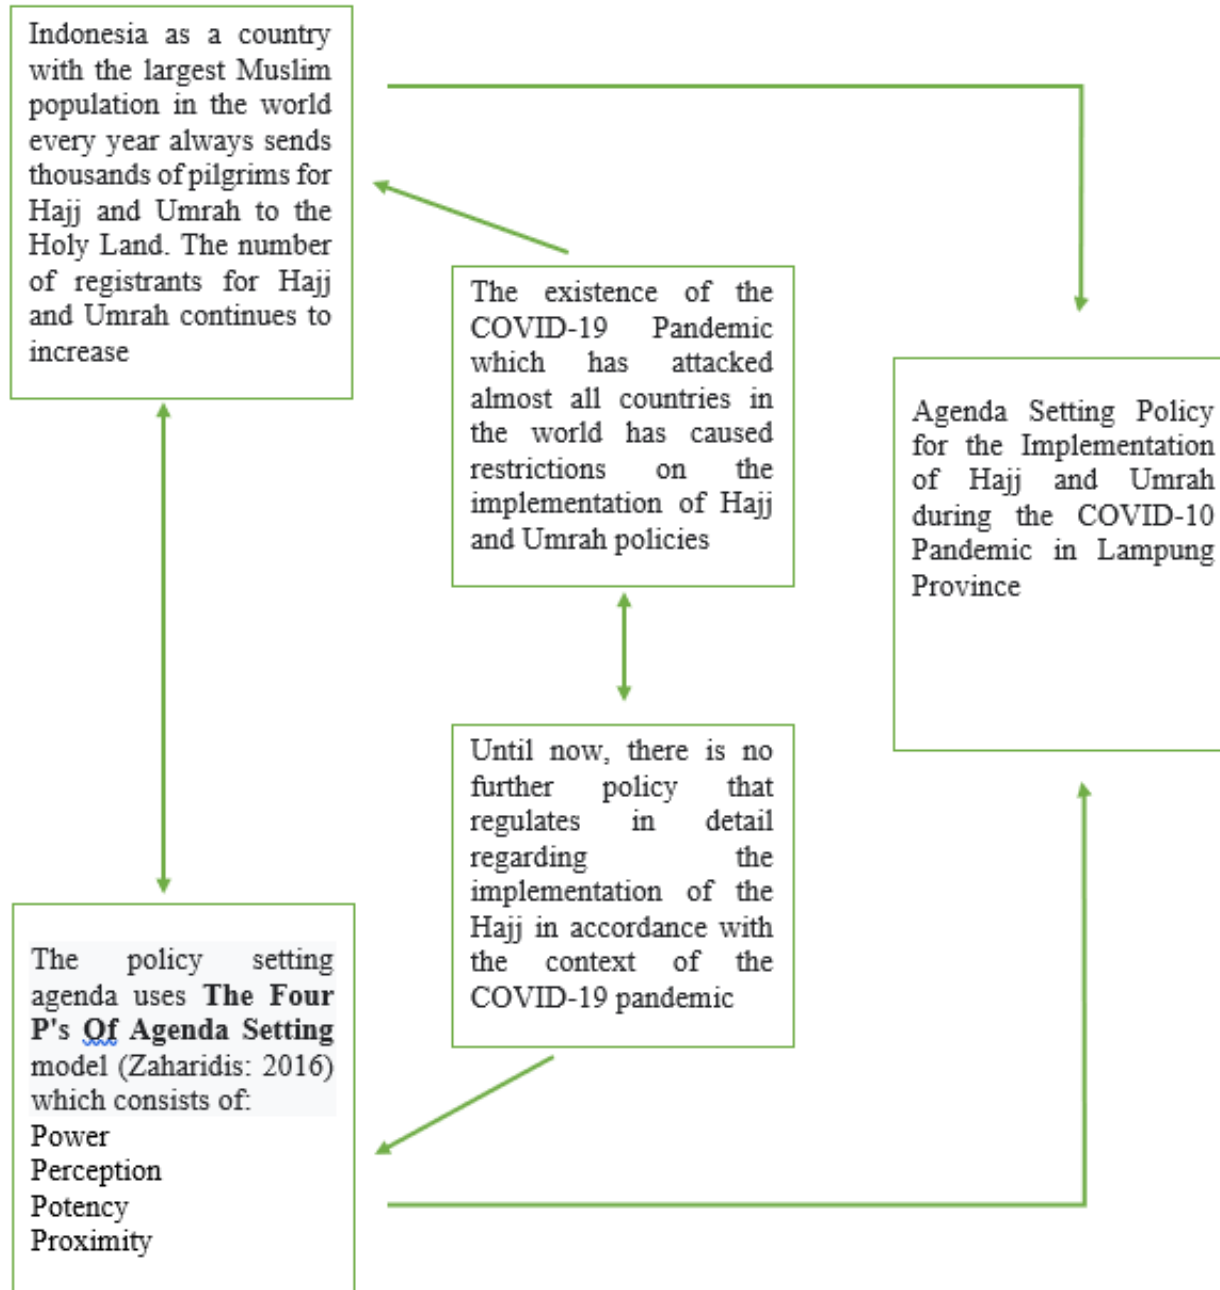 Indonesia as a country
with the largest Muslim
population in the world
every year always sends
thousands of pilgrims for
Hajj and Umrah to the
Holy Land. The number
of registrants for Hajj
and Umrah continues to
increase
The existence of the
COVID-19 Pandemic
which has attacked
almost all countries in
the world has caused
restrictions on the
implementation of Hajj
and Umrah policies
Agenda Setting Policy
for the Implementation
of Hajj and Umrah
during the COVID-10
Pandemic in Lampung
Province
Until now, there is no
further policy that
regulates in detail
regarding the
implementation of the
Hajj in accordance with
the context of the
COVID-19 pandemic
The policy setting
agenda uses The Four
P's Of Agenda Setting
model (Zaharidis: 2016)
which consists of:
Power
Perception
Potency
Proximity